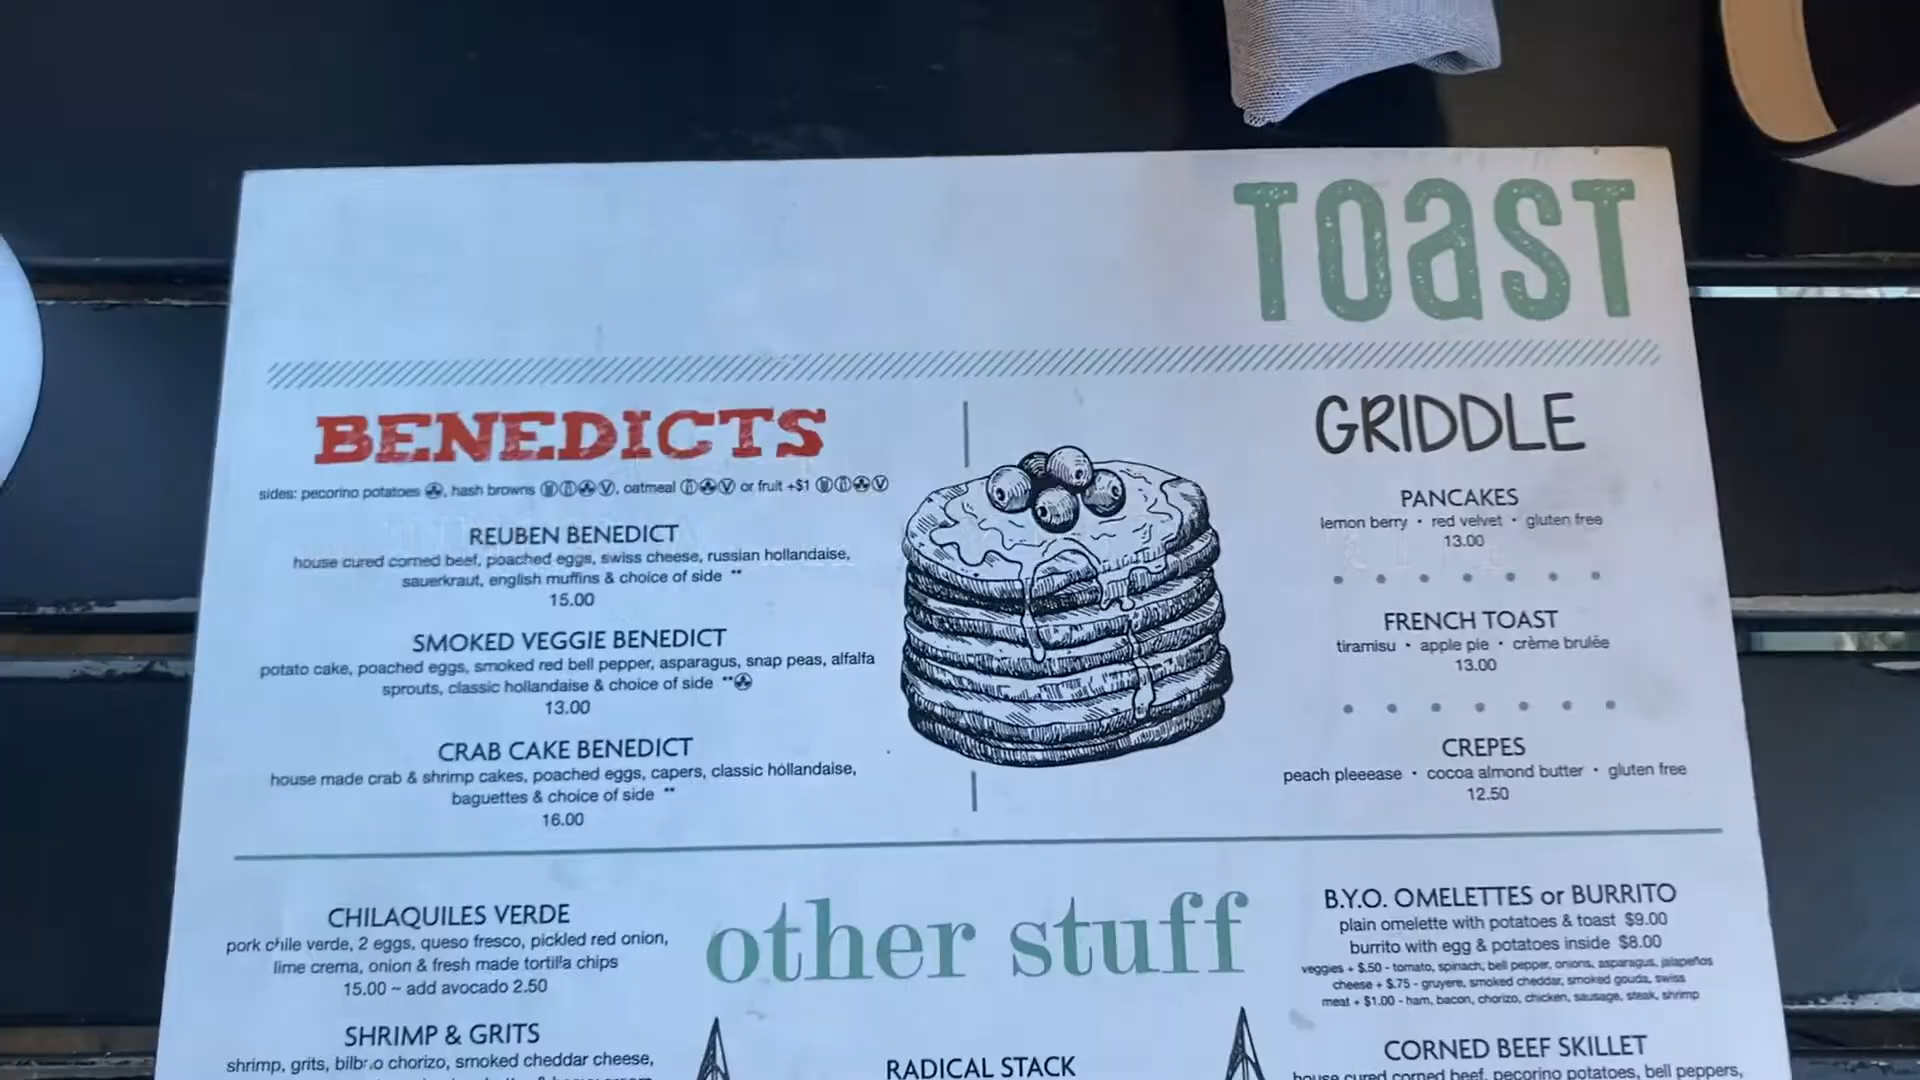 TOaST
BENEDICTS
sides: pecorino potatoes, hash browns, oatmeal or fruit +$1
REUBEN BENEDICT
house cured corned beef, poached eggs, swiss cheese, russian hollandaise,
sauerkraut, english muffins & choice of side **
15.00
SMOKED VEGGIE BENEDICT
potato cake, poached eggs, smoked red bell pepper, asparagus, snap peas, alfalfa
sprouts, classic hollandaise & choice of side **
13.00
CRAB CAKE BENEDICT
house made crab & shrimp cakes, poached eggs, capers, classic hollandaise,
baguettes & choice of side **
16.00
GRIDDLE
PANCAKES
lemon berry • red velvet • gluten free
13.00
FRENCH TOAST
tiramisu • apple pie • crème brulée
13.00
CREPES
peach pleeease • cocoa almond butter • gluten free
12.50
other stuff
CHILAQUILES VERDE
pork chile verde, 2 eggs, queso fresco, pickled red onion,
lime crema, onion & fresh made tortilla chips
15.00 ~ add avocado 2.50
SHRIMP & GRITS
shrimp, grits, bilbao chorizo, smoked cheddar cheese,
RADICAL STACK
B.Y.O. OMELETTES or BURRITO
plain omelette with potatoes & toast $9.00
burrito with egg & potatoes inside $8.00
veggies + $.50 - tomato, spinach, bell pepper, onions, asparagus, jalapeños
cheese + $.75 - gruyere, smoked cheddar, smoked gouda, swiss
meat + $1.00 - ham, bacon, chorizo, chicken, sausage, steak, shrimp
CORNED BEEF SKILLET
house cured corned beef, pecorino potatoes, bell peppers,